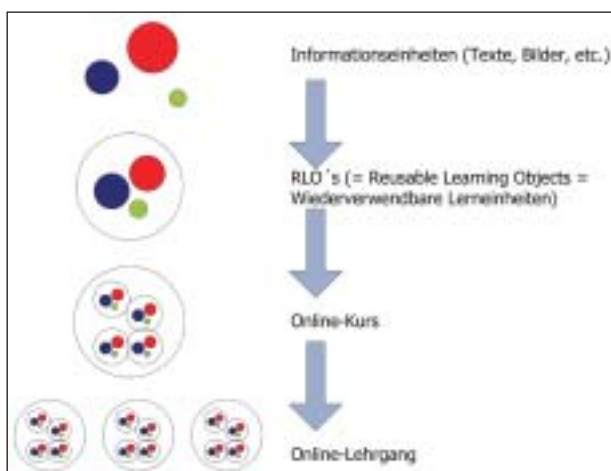 Informationseinheiten (Texte, Bilder, etc.)
RLO´s (= Reusable Learning Objects =
Wiederverwendbare Lerneinheiten)
Online-Kurs
Online-Lehrgang